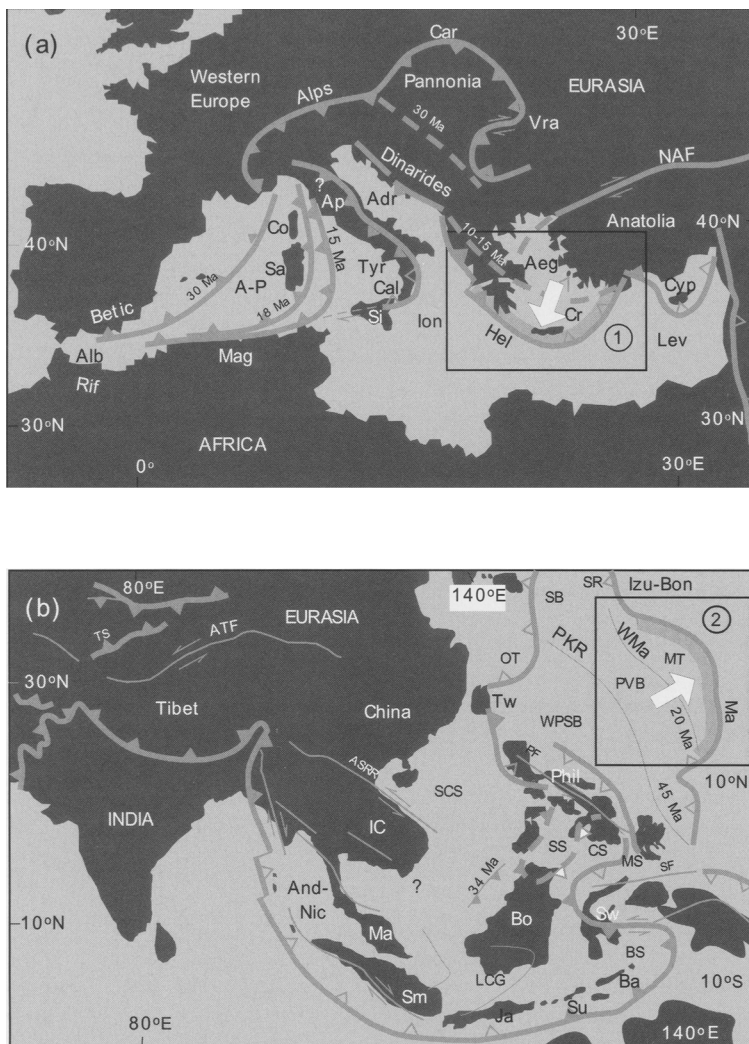 (a)
Car
30°E
Western
Europe
Pannonia
EURASIA
Alps
30 Ma
Vra
Dinarides
NAF
?
Ap
Adr
Anatolia
40°N
40°N
Co
15 Ma
10-15 Ma
Aeg
Sa
Tyr
Cal
Cyp
30 Ma
A-P
Betic
18 Ma
Si
Ion
Cr
Hel
1
Lev
Alb
Mag
Rif
30°N
30°N
AFRICA
0°
30°E
(b)
80°E
EURASIA
140°E
SB
SR
Izu-Bon
TS
ATF
PKR
WMa
2
MT
OT
30°N
PVB
Tibet
China
Tw
WPSB
20 Ma
Ma
ASRR
PF
Phil
10°N
SCS
INDIA
IC
45 Ma
SS
CS
MS
SF
34 Ma
And-
Nic
?
10°N
Bo
Sw
Ma
BS
LCG
Ba
10°S
Sm
Su
Ja
80°E
140°E